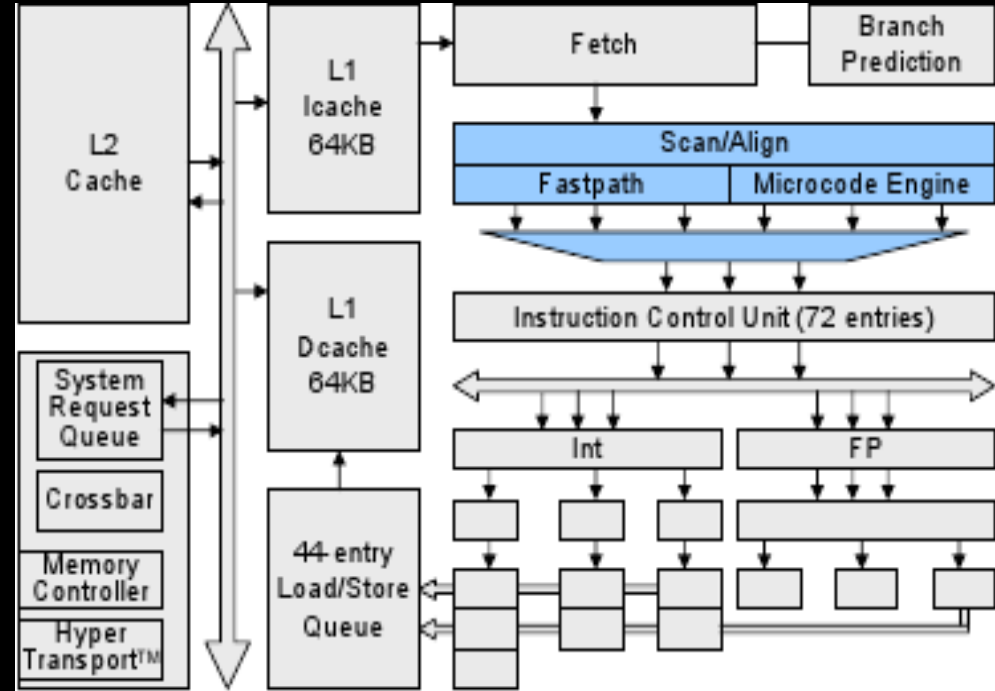 L2
Cache
System
Request
Queue
Crossbar
Memory
Controller
Hyper
Transport™
L1
Icache
64KB
L1
Dcache
64KB
44-entry
Load/Store
Queue
Fetch
Branch
Prediction
Scan/Align
Fastpath
Microcode Engine
Instruction Control Unit (72 entries)
Int
FP